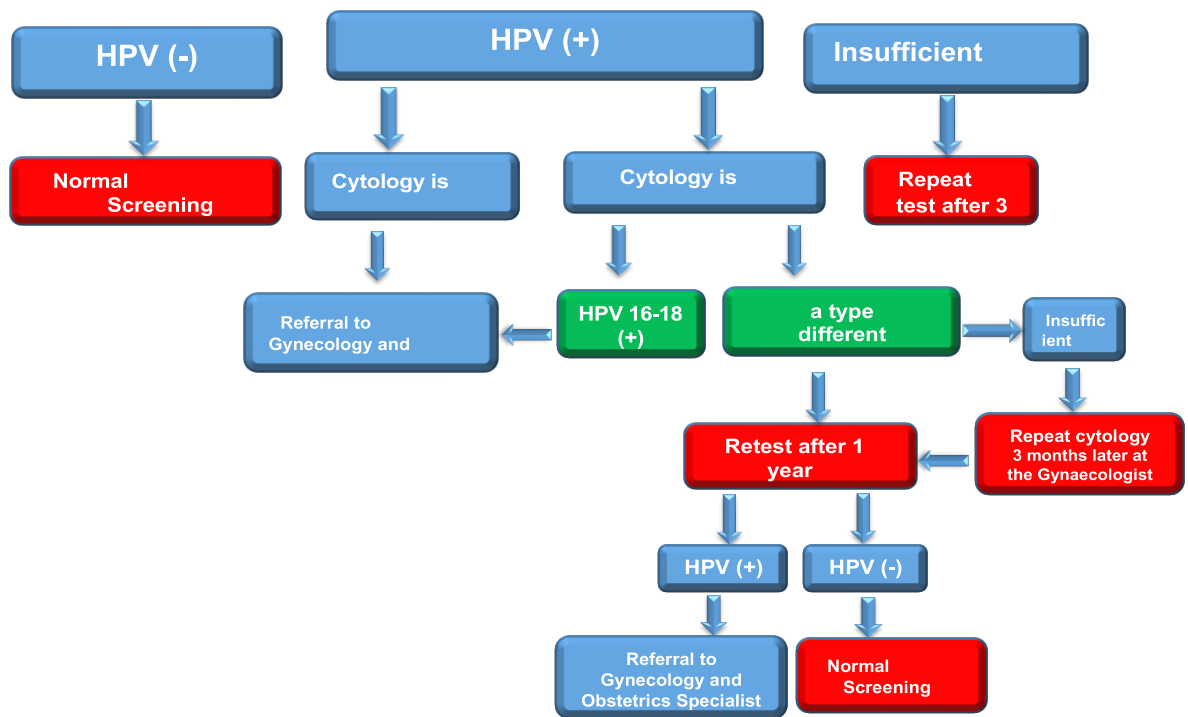 HPV (-)
HPV (+)
Insufficient
Normal
Screening
Cytology is
Cytology is
Repeat
test after 3
Referral to
Gynecology and
HPV 16-18
(+)
a type
different
Insuffic
ient
Retest after 1
year
Repeat cytology
3 months later at
the Gynaecologist
HPV (+)
HPV (-)
Referral to
Gynecology and
Obstetrics Specialist
Normal
Screening